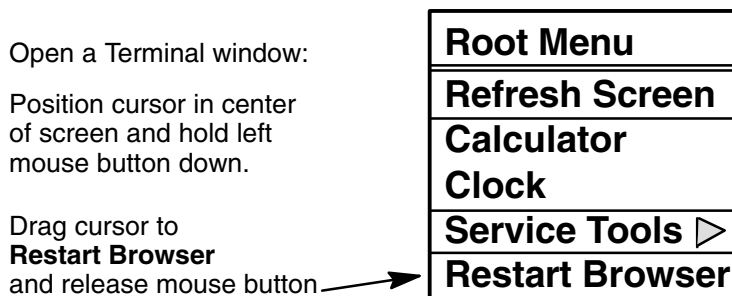 Open a Terminal window:
Position cursor in center
of screen and hold left
mouse button down.
Drag cursor to
Restart Browser
and release mouse button
Root Menu
Refresh Screen
Calculator
Clock
Service Tools
Restart Browser